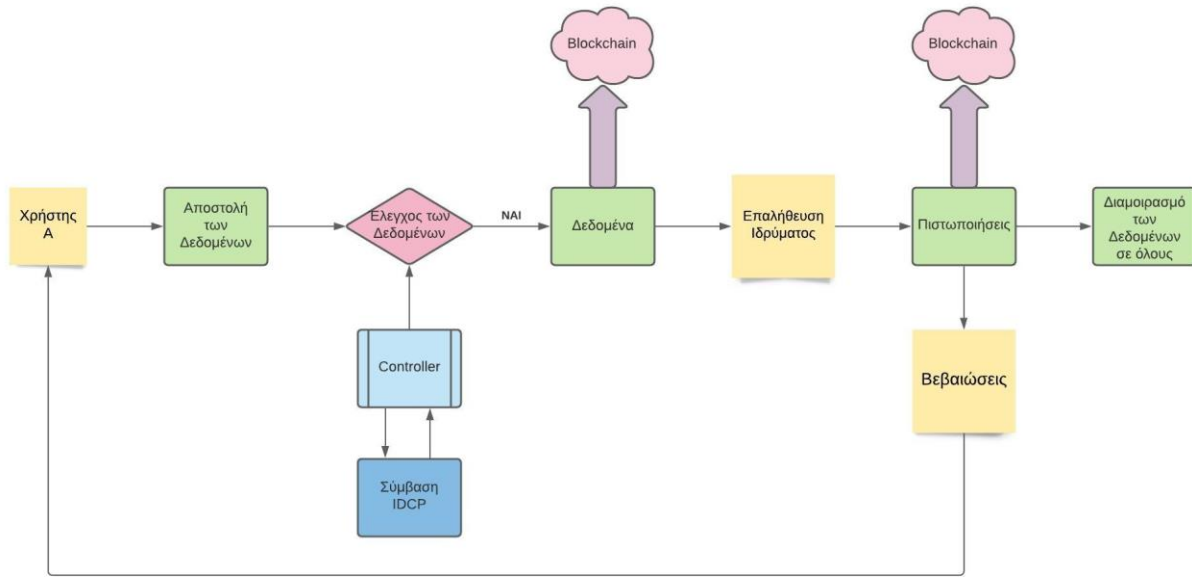 Blockchain
Blockchain
Χρήστης
Α
Αποστολή
των
Δεδομένων
Έλεγχος των
Δεδομένων
ΝΑΙ
Δεδομένα
Επαλήθευση
Ιδρύματος
Πιστωποιήσεις
Διαμοιρασμό
των
Δεδομένων
σε όλους
Controller
Βεβαιώσεις
Σύμβαση
IDCP